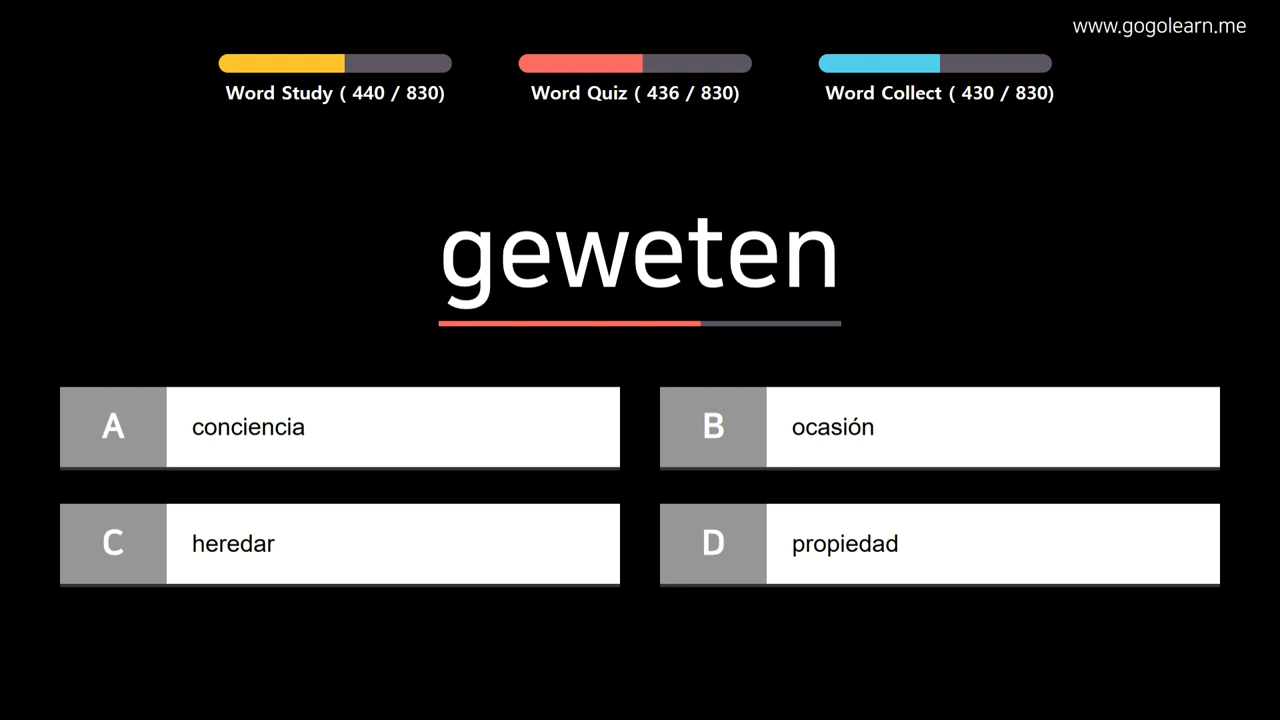 www.gogolearn.me
Word Study ( 440 / 830)
Word Quiz ( 436 / 830)
Word Collect ( 430 / 830)
geweten
A conciencia
B ocasión
C heredar
D propiedad